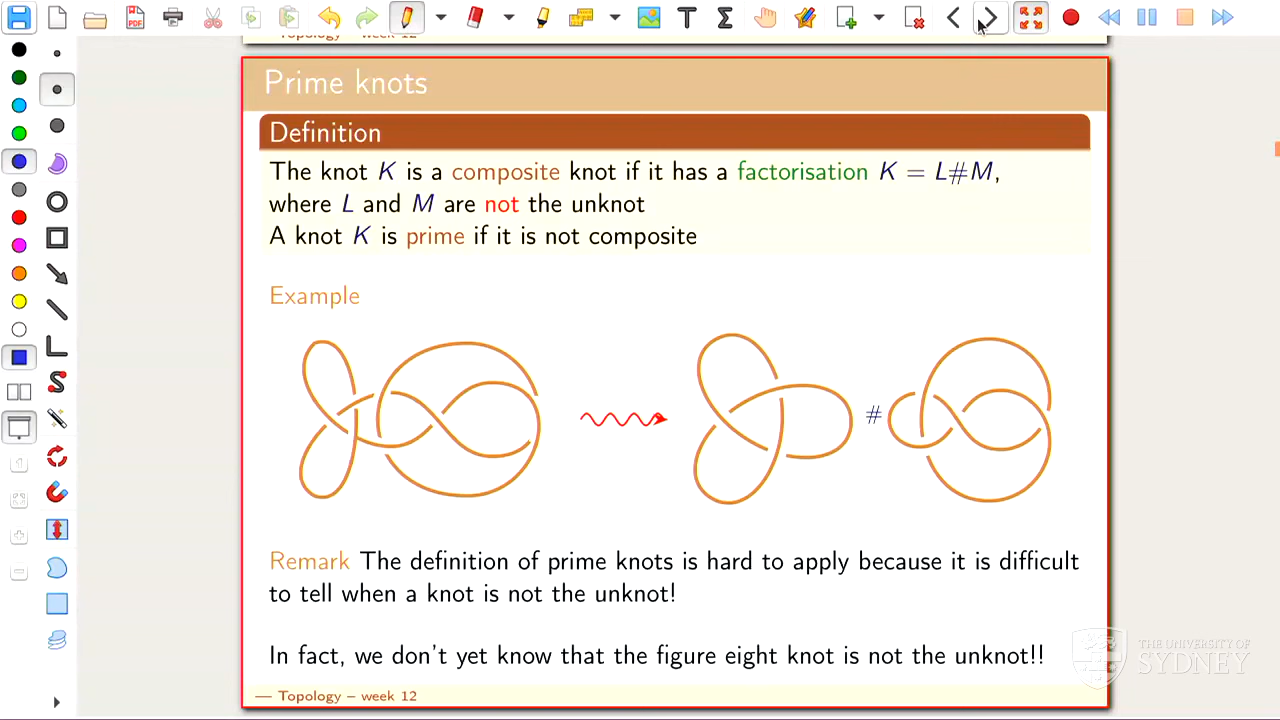 Topology – week 12
Prime knots
Definition
The knot K is a composite knot if it has a factorisation K = L#M,
where L and M are not the unknot
A knot K is prime if it is not composite
Example
#
Remark The definition of prime knots is hard to apply because it is difficult
to tell when a knot is not the unknot!
In fact, we don't yet know that the figure eight knot is not the unknot!!
— Topology – week 12
THE UNIVERSITY OF
SYDNEY